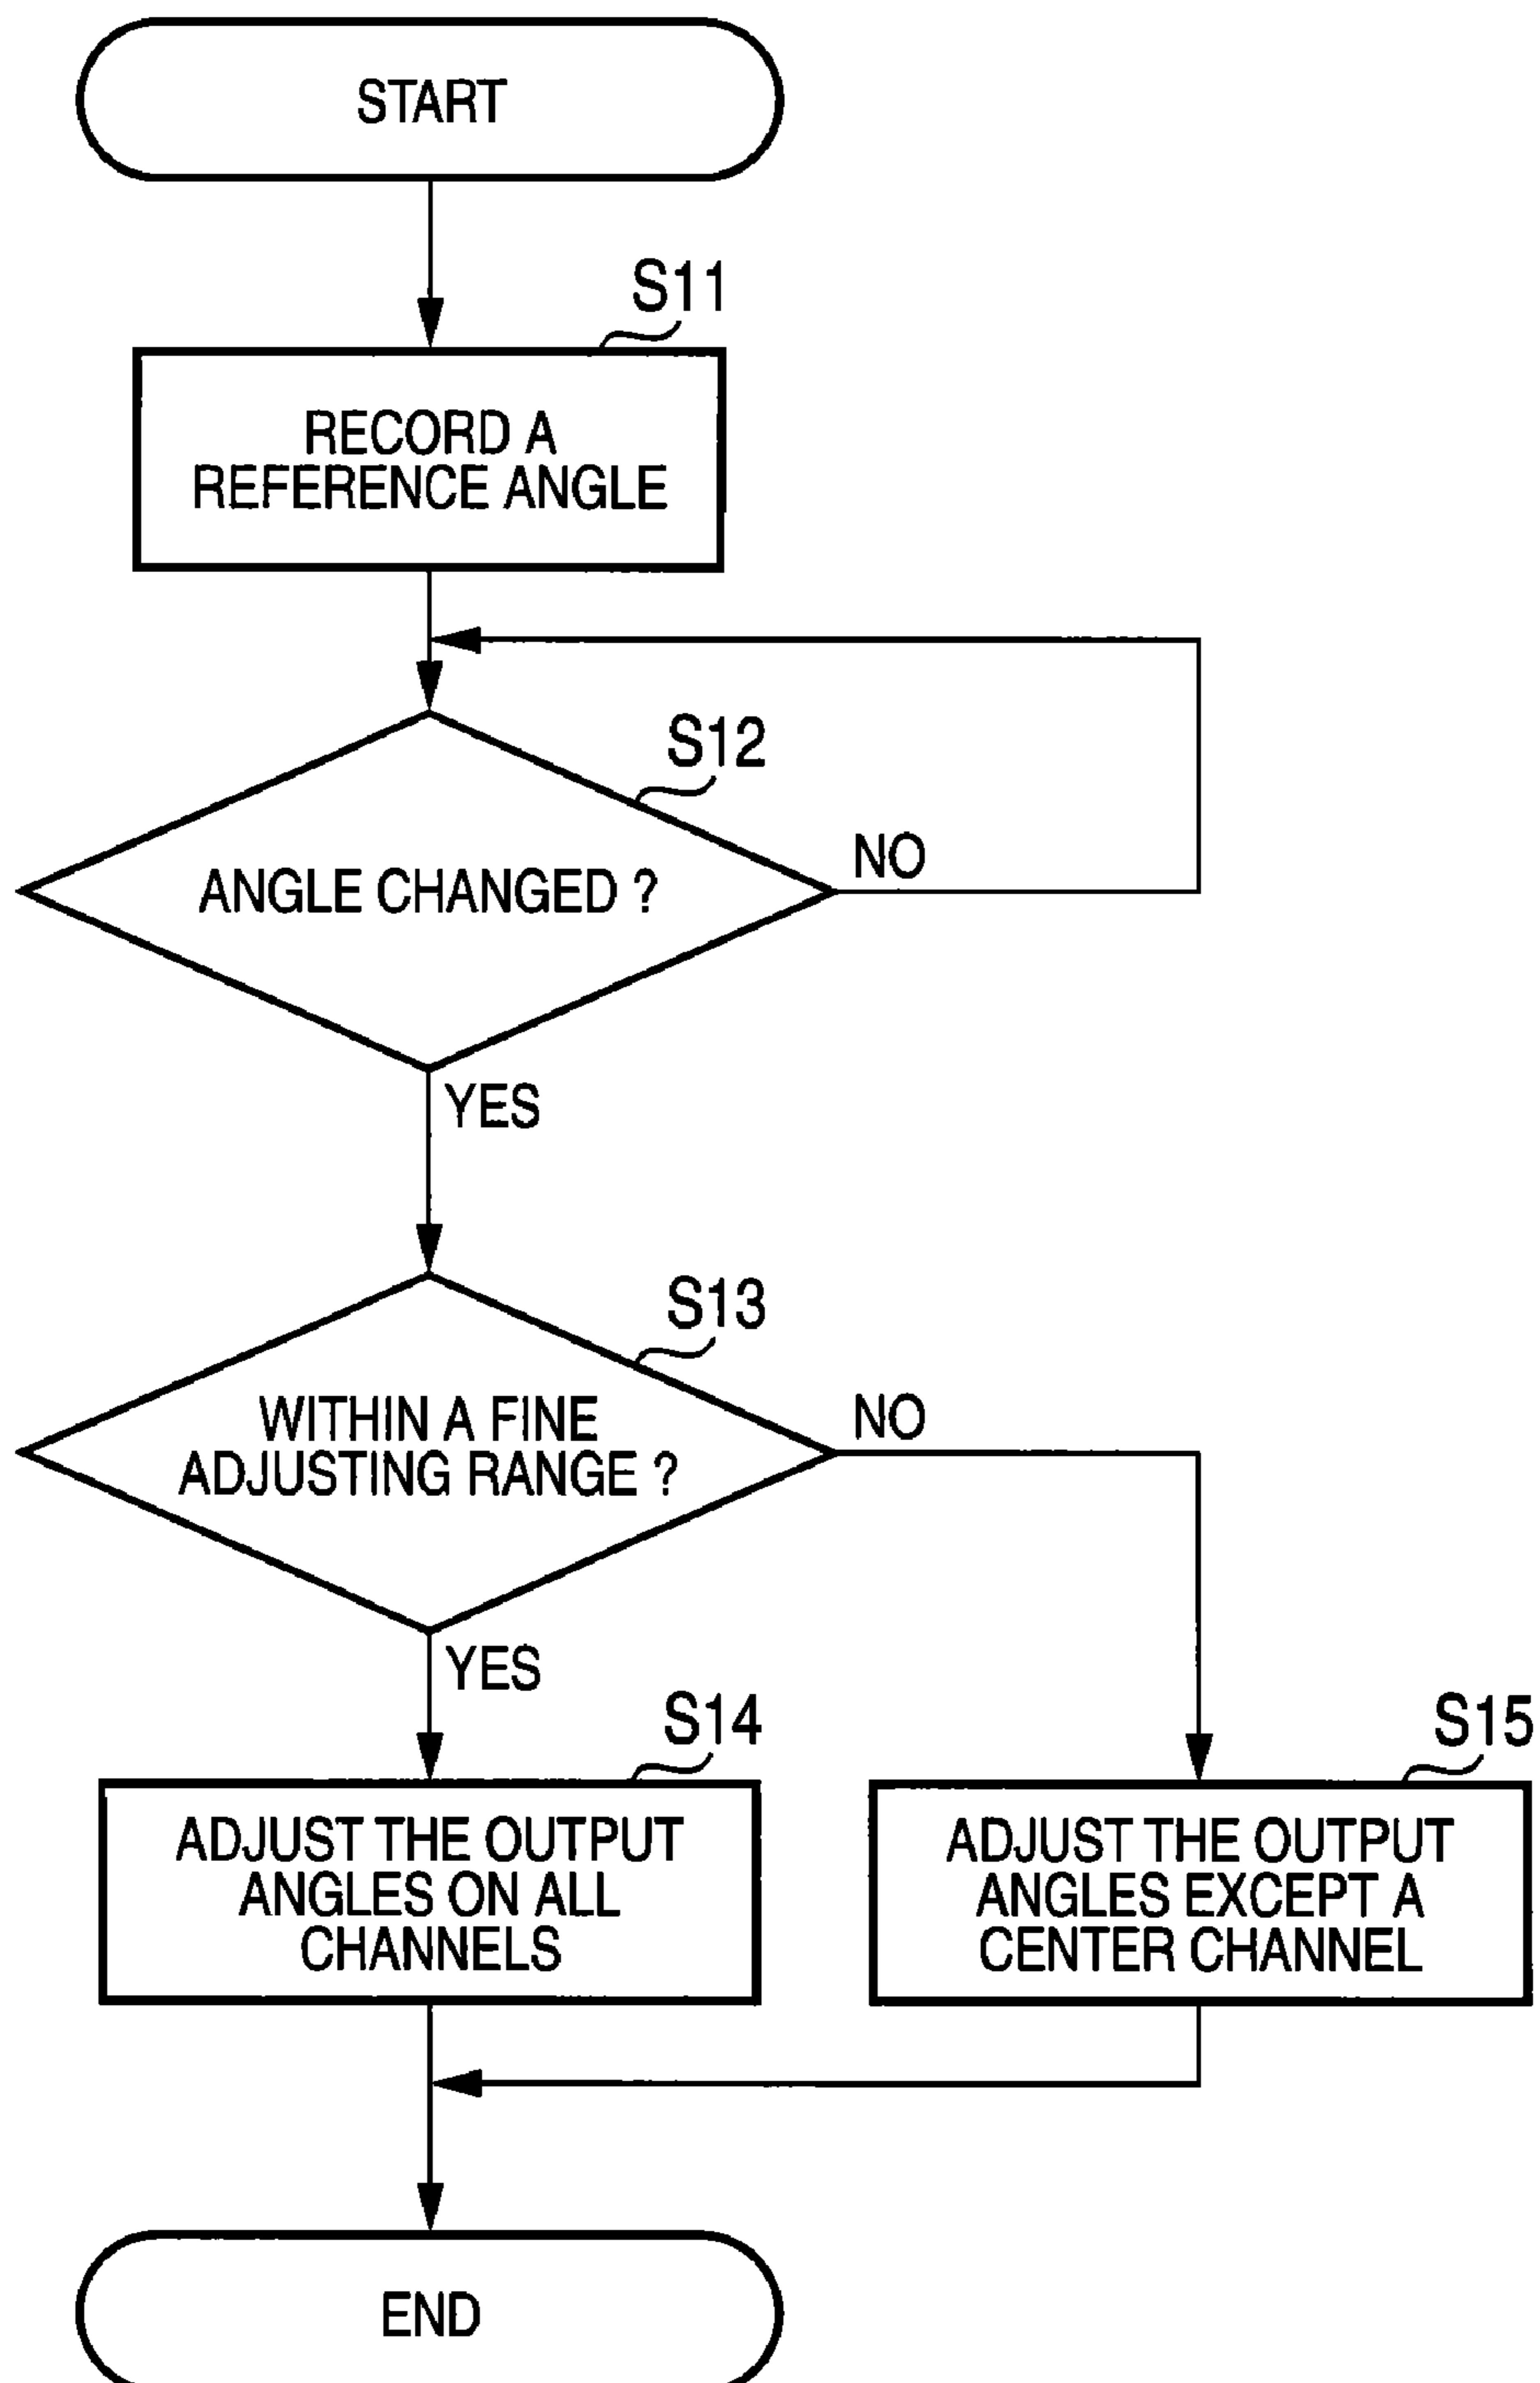 START
S11
RECORD A
REFERENCE ANGLE
S12
ANGLE CHANGED ?
NO
YES
S13
WITHIN A FINE
ADJUSTING RANGE ?
NO
YES
S14
ADJUST THE OUTPUT
ANGLES ON ALL
CHANNELS
S15
ADJUST THE OUTPUT
ANGLES EXCEPT A
CENTER CHANNEL
END